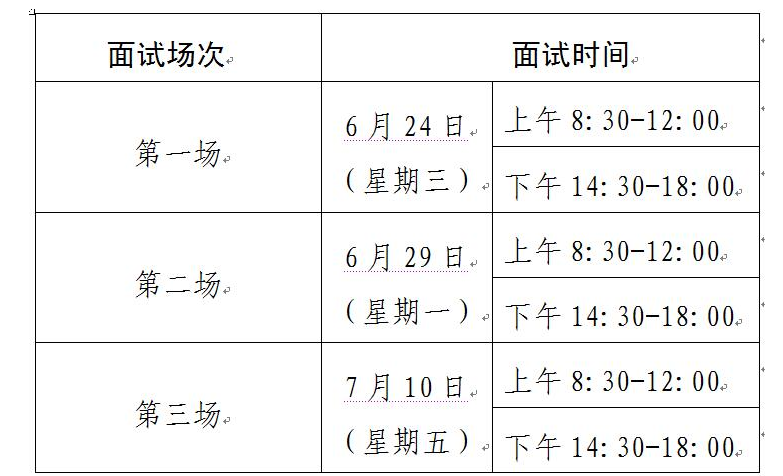 面试场次 面试时间
第一场
6月24日
（星期三）
上午8:30-12:00
下午14:30-18:00
第二场
6月29日
（星期一）
上午8:30-12:00
下午14:30-18:00
第三场
7月10日
（星期五）
上午8:30-12:00
下午14:30-18:00